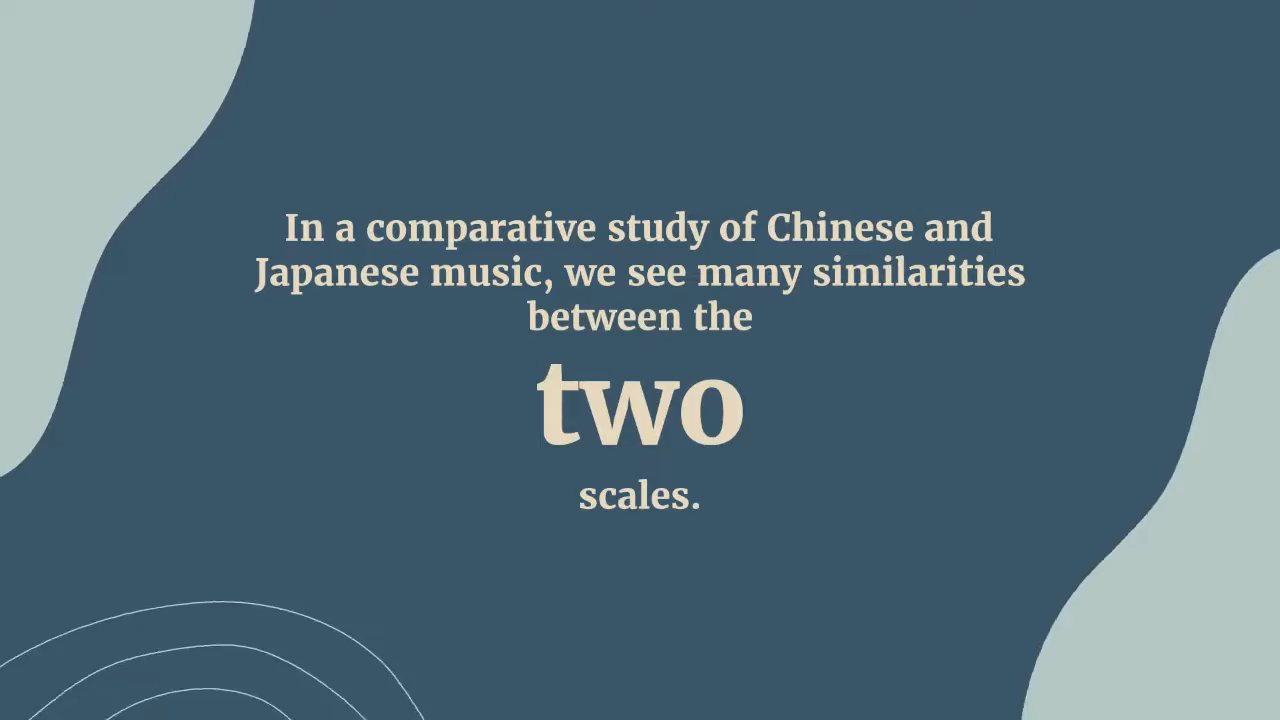 In a comparative study of Chinese and
Japanese music, we see many similarities
between the
two
scales.